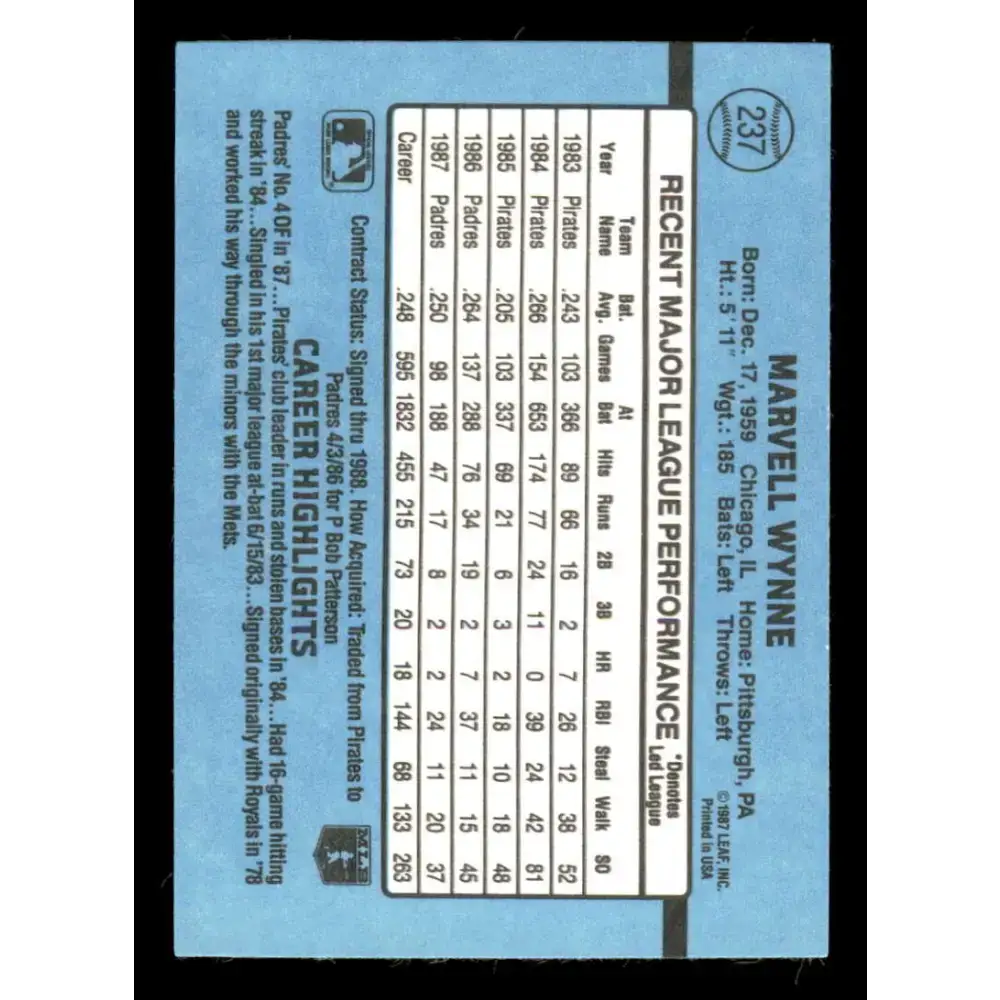 237
MARVELL WYNNE
Born: Dec. 17, 1959 Chicago, IL Home: Pittsburgh, PA
Ht.: 5'11" Wgt.: 185 Bats: Left Throws: Left
©1987 LEAF, INC.
Printed in USA
RECENT MAJOR LEAGUE PERFORMANCE *Denotes Led League
Year Team Name Bat. Avg. Games At Bat Hits Runs 2B 3B HR RBI Steal Walk SO
1983 Pirates .243 103 366 89 66 16 2 7 26 12 38 52
1984 Pirates .266 154 653 174 77 24 11 0 39 24 42 81
1985 Pirates .205 103 337 69 21 6 3 2 18 10 18 48
1986 Padres .264 137 288 76 34 19 2 7 37 11 15 45
1987 Padres .250 98 188 47 17 8 2 2 24 11 20 37
Career .248 595 1832 455 215 73 20 18 144 68 133 263
Contract Status: Signed thru 1988. How Acquired: Traded from Pirates to
Padres 4/3/86 for P Bob Patterson
MLB
CAREER HIGHLIGHTS
Padres' No. 4 OF in '87...Pirates' club leader in runs and stolen bases in '84...Had 16-game hitting
streak in '84...Singled in his 1st major league at-bat 6/15/83...Signed originally with Royals in '78
and worked his way through the minors with the Mets.